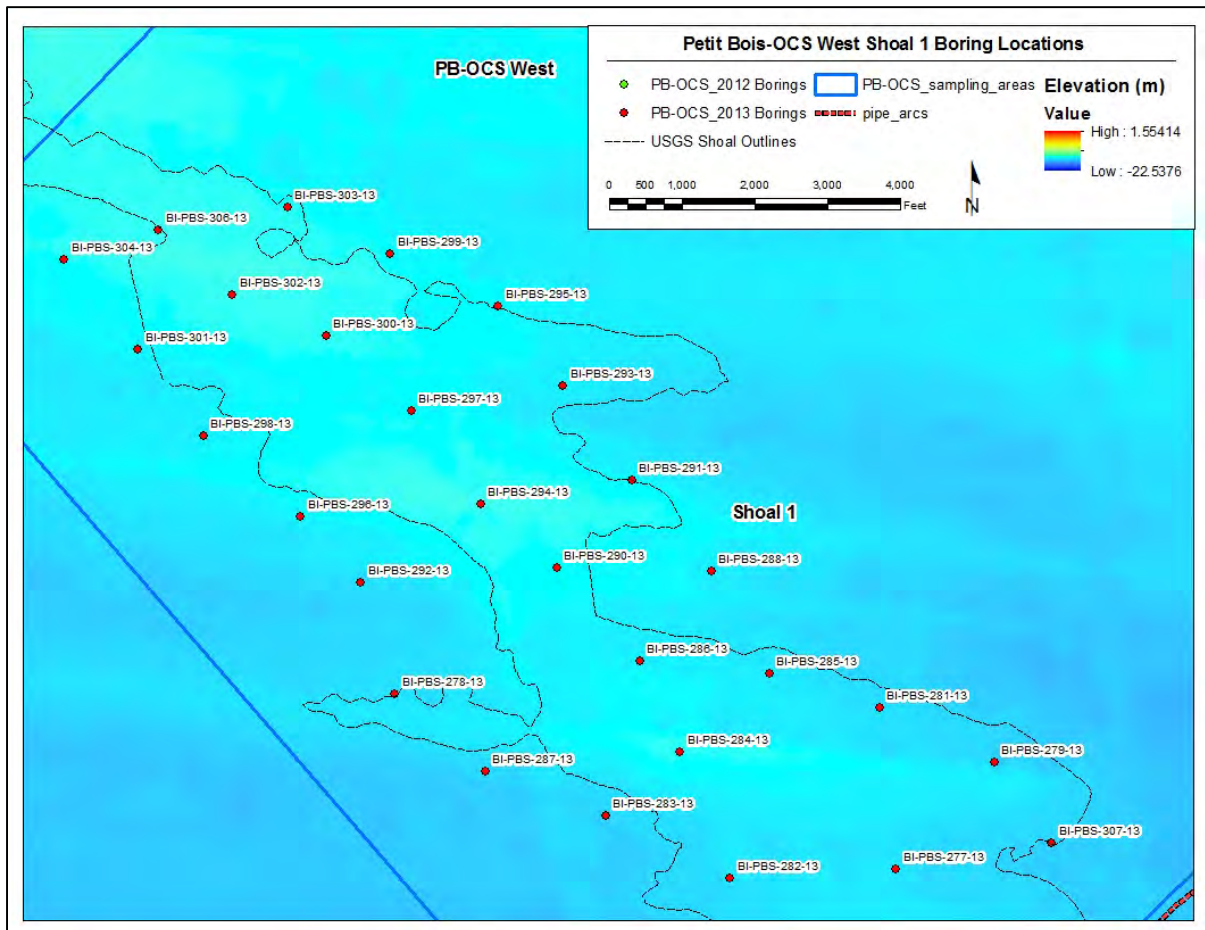 Petit Bois-OCS West Shoal 1 Boring Locations
PB-OCS_2012 Borings
PB-OCS_sampling_areas
PB-OCS_2013 Borings
pipe_arcs
USGS Shoal Outlines
Elevation (m)
Value
High : 1.55414
Low : -22.5376
0 500 1,000 2,000 3,000 4,000
Feet
N
PB-OCS West
BI-PBS-303-13
BI-PBS-306-13
BI-PBS-304-13
BI-PBS-299-13
BI-PBS-302-13
BI-PBS-295-13
BI-PBS-300-13
BI-PBS-301-13
BI-PBS-293-13
BI-PBS-297-13
BI-PBS-298-13
BI-PBS-291-13
BI-PBS-294-13
Shoal 1
BI-PBS-296-13
BI-PBS-290-13
BI-PBS-288-13
BI-PBS-292-13
BI-PBS-286-13
BI-PBS-285-13
BI-PBS-278-13
BI-PBS-281-13
BI-PBS-284-13
BI-PBS-279-13
BI-PBS-287-13
BI-PBS-283-13
BI-PBS-307-13
BI-PBS-282-13
BI-PBS-277-13